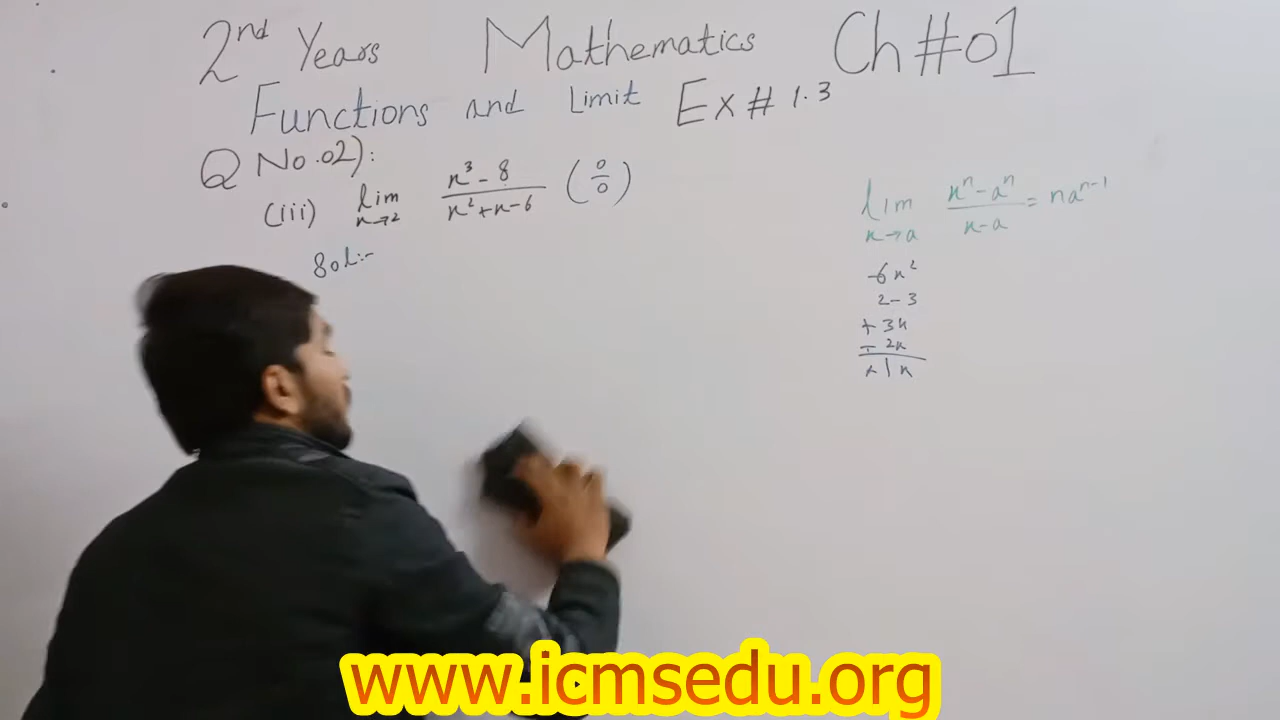 2nd Years Mathematics Ch#01
Functions and Limit Ex# 1.3
Q No.02):
(iii) lim x→2 x³-8 / x²+x-6 (0/0)
Sol:-
lim x→a xⁿ-aⁿ / x-a = naⁿ⁻¹
-6x²
2-3
+3x
-2x
+1x
www.icmsedu.org